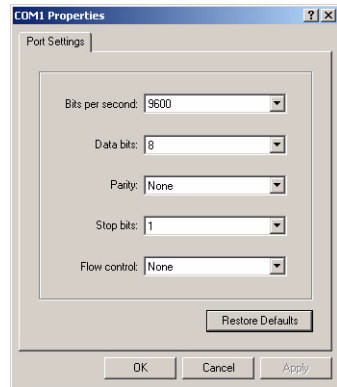 COM1 Properties
Port Settings
Bits per second: 9600
Data bits: 8
Parity: None
Stop bits: 1
Flow control: None
Restore Defaults
OK Cancel Apply